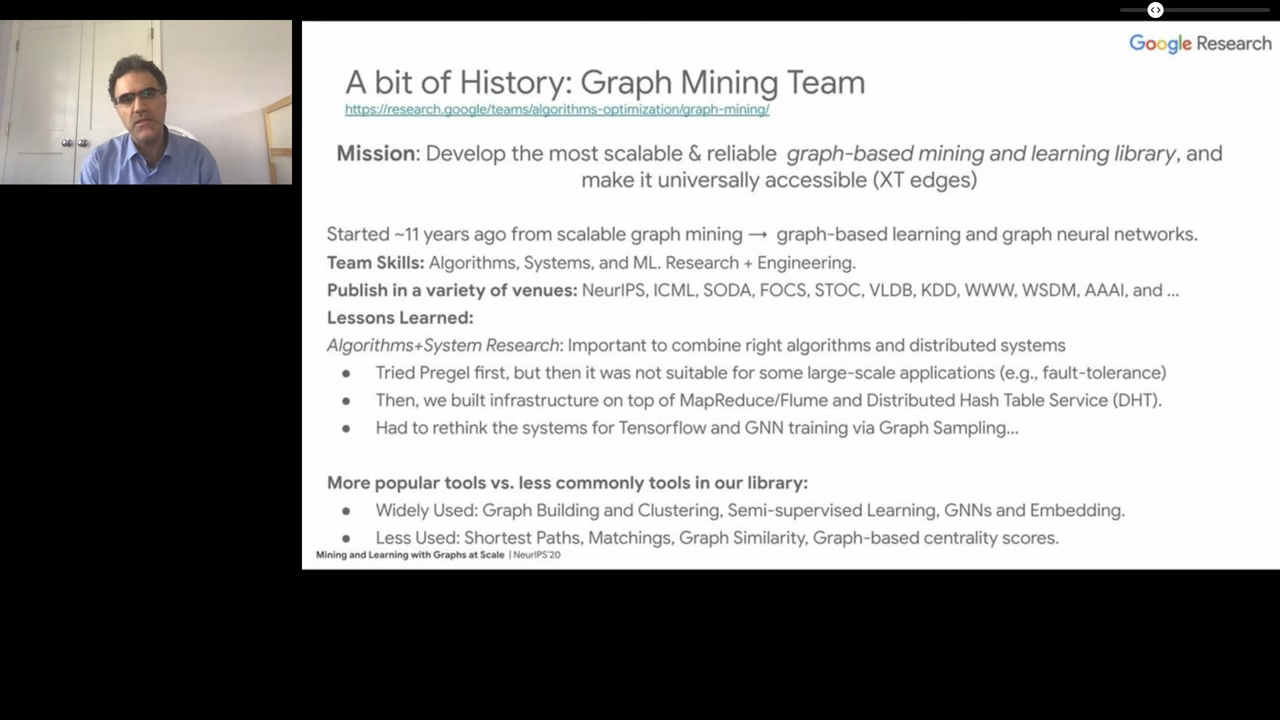 Google Research
A bit of History: Graph Mining Team
https://research.google/teams/algorithms-optimization/graph-mining/
Mission: Develop the most scalable & reliable graph-based mining and learning library, and
make it universally accessible (XT edges)
Started ~11 years ago from scalable graph mining → graph-based learning and graph neural networks.
Team Skills: Algorithms, Systems, and ML. Research + Engineering.
Publish in a variety of venues: NeurIPS, ICML, SODA, FOCS, STOC, VLDB, KDD, WWW, WSDM, AAAI, and ...
Lessons Learned:
Algorithms+System Research: Important to combine right algorithms and distributed systems
● Tried Pregel first, but then it was not suitable for some large-scale applications (e.g., fault-tolerance)
● Then, we built infrastructure on top of MapReduce/Flume and Distributed Hash Table Service (DHT).
● Had to rethink the systems for Tensorflow and GNN training via Graph Sampling...
More popular tools vs. less commonly tools in our library:
● Widely Used: Graph Building and Clustering, Semi-supervised Learning, GNNs and Embedding.
● Less Used: Shortest Paths, Matchings, Graph Similarity, Graph-based centrality scores.
Mining and Learning with Graphs at Scale | NeurIPS'20